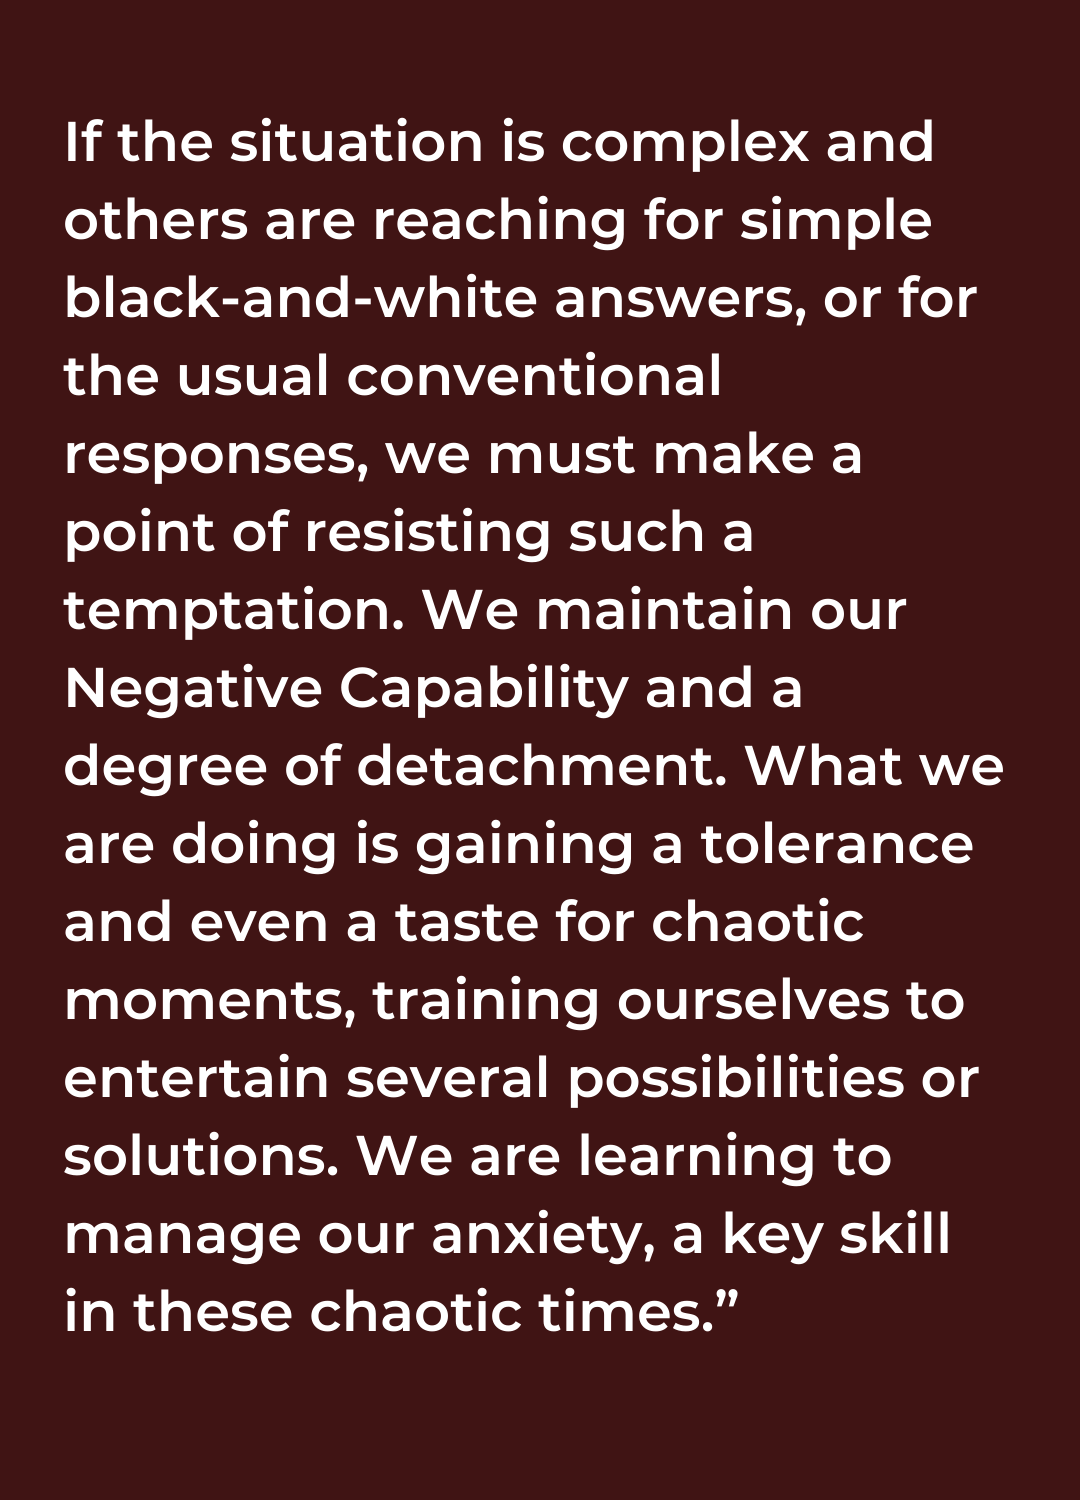 If the situation is complex and
others are reaching for simple
black-and-white answers, or for
the usual conventional
responses, we must make a
point of resisting such a
temptation. We maintain our
Negative Capability and a
degree of detachment. What we
are doing is gaining a tolerance
and even a taste for chaotic
moments, training ourselves to
entertain several possibilities or
solutions. We are learning to
manage our anxiety, a key skill
in these chaotic times.”